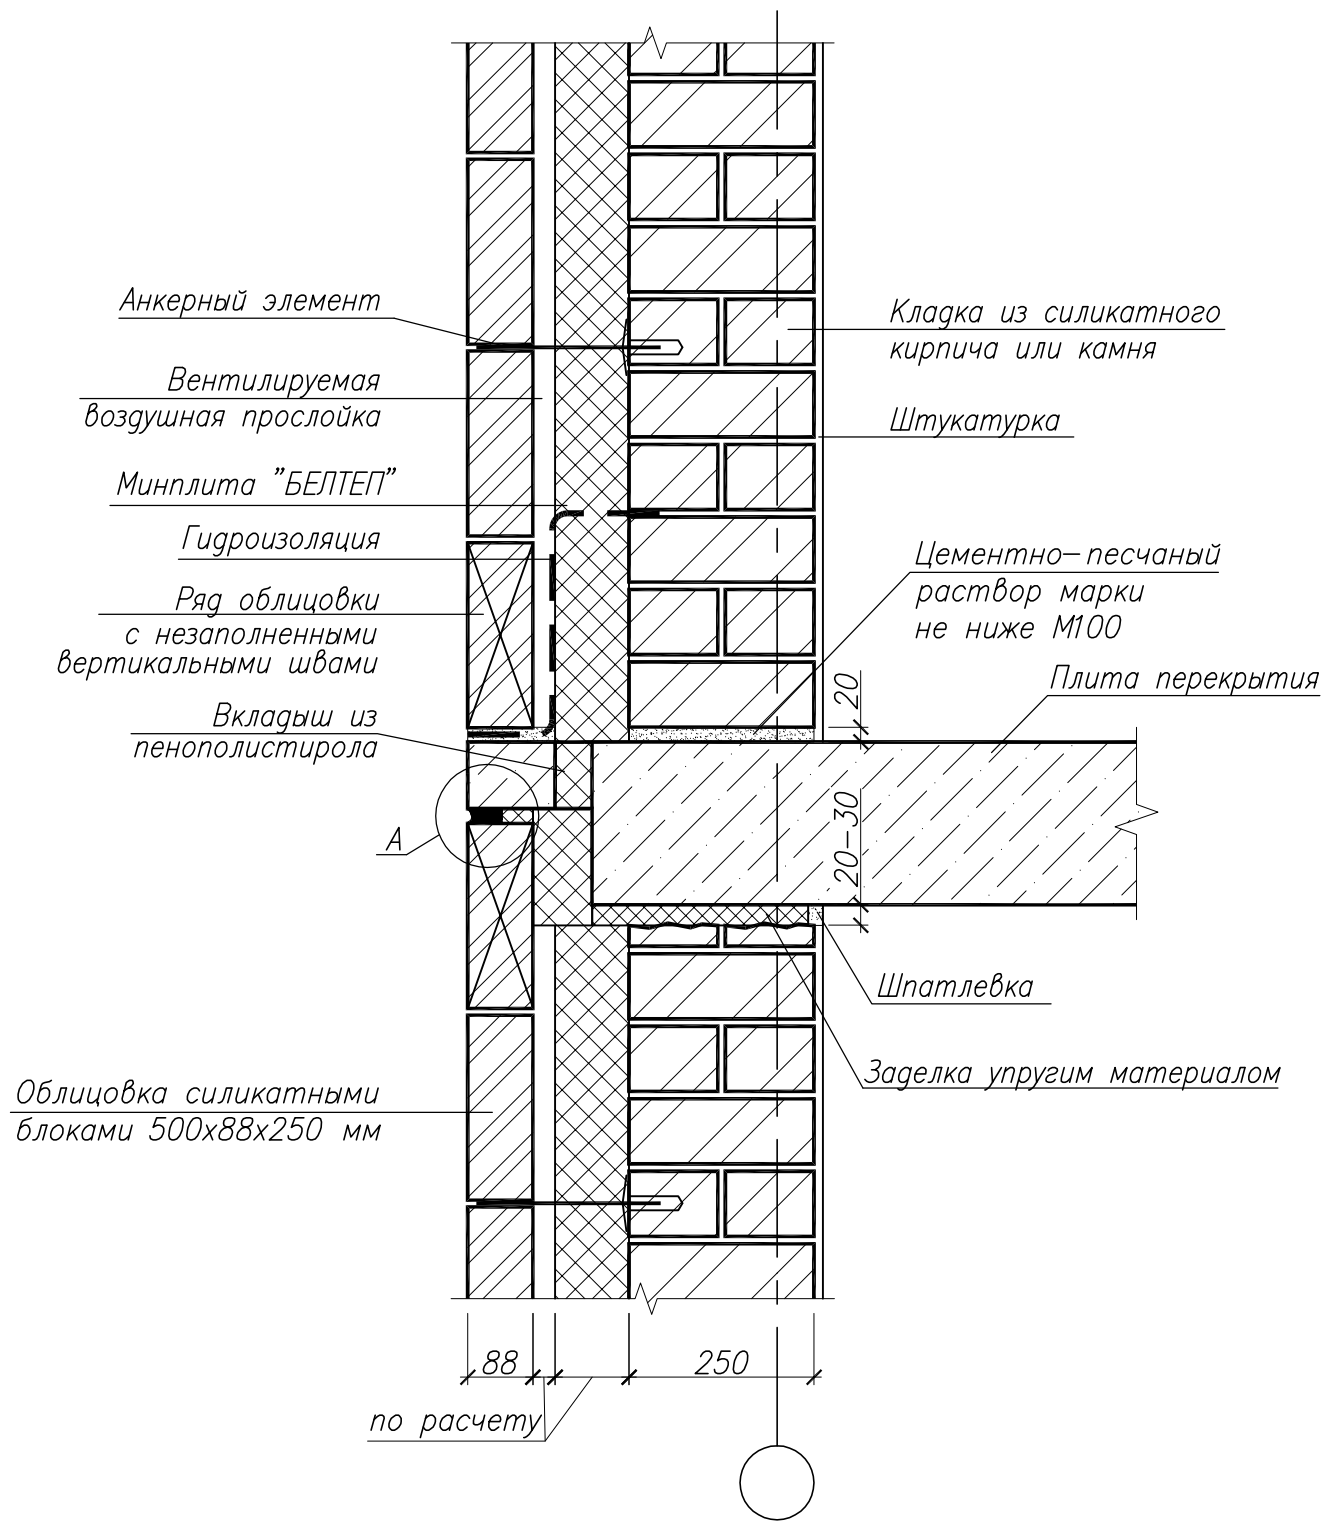 Анкерный элемент
Вентилируемая
воздушная прослойка
Минплита "БЕЛТЕП"
Гидроизоляция
Ряд облицовки
с незаполненными
вертикальными швами
Вкладыш из
пенополистирола
А
Облицовка силикатными
блоками 500х88х250 мм
Кладка из силикатного
кирпича или камня
Штукатурка
Цементно-песчаный
раствор марки
не ниже М100
Плита перекрытия
20
20-30
Шпатлевка
Заделка упругим материалом
88
250
по расчету